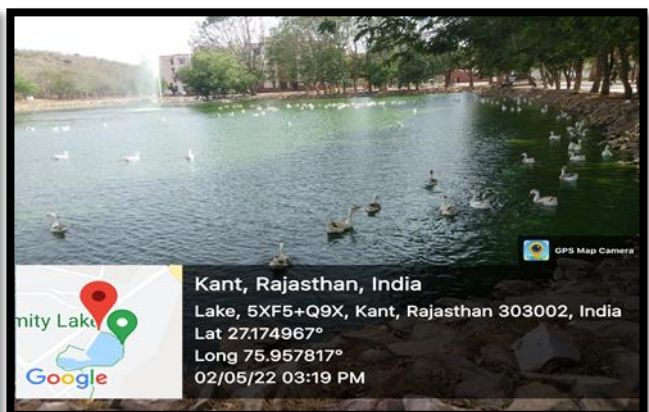 GPS Map Camera
Kant, Rajasthan, India
Lake, 5XF5+Q9X, Kant, Rajasthan 303002, India
Lat 27.174967°
Long 75.957817°
02/05/22 03:19 PM
mity Lake
Google